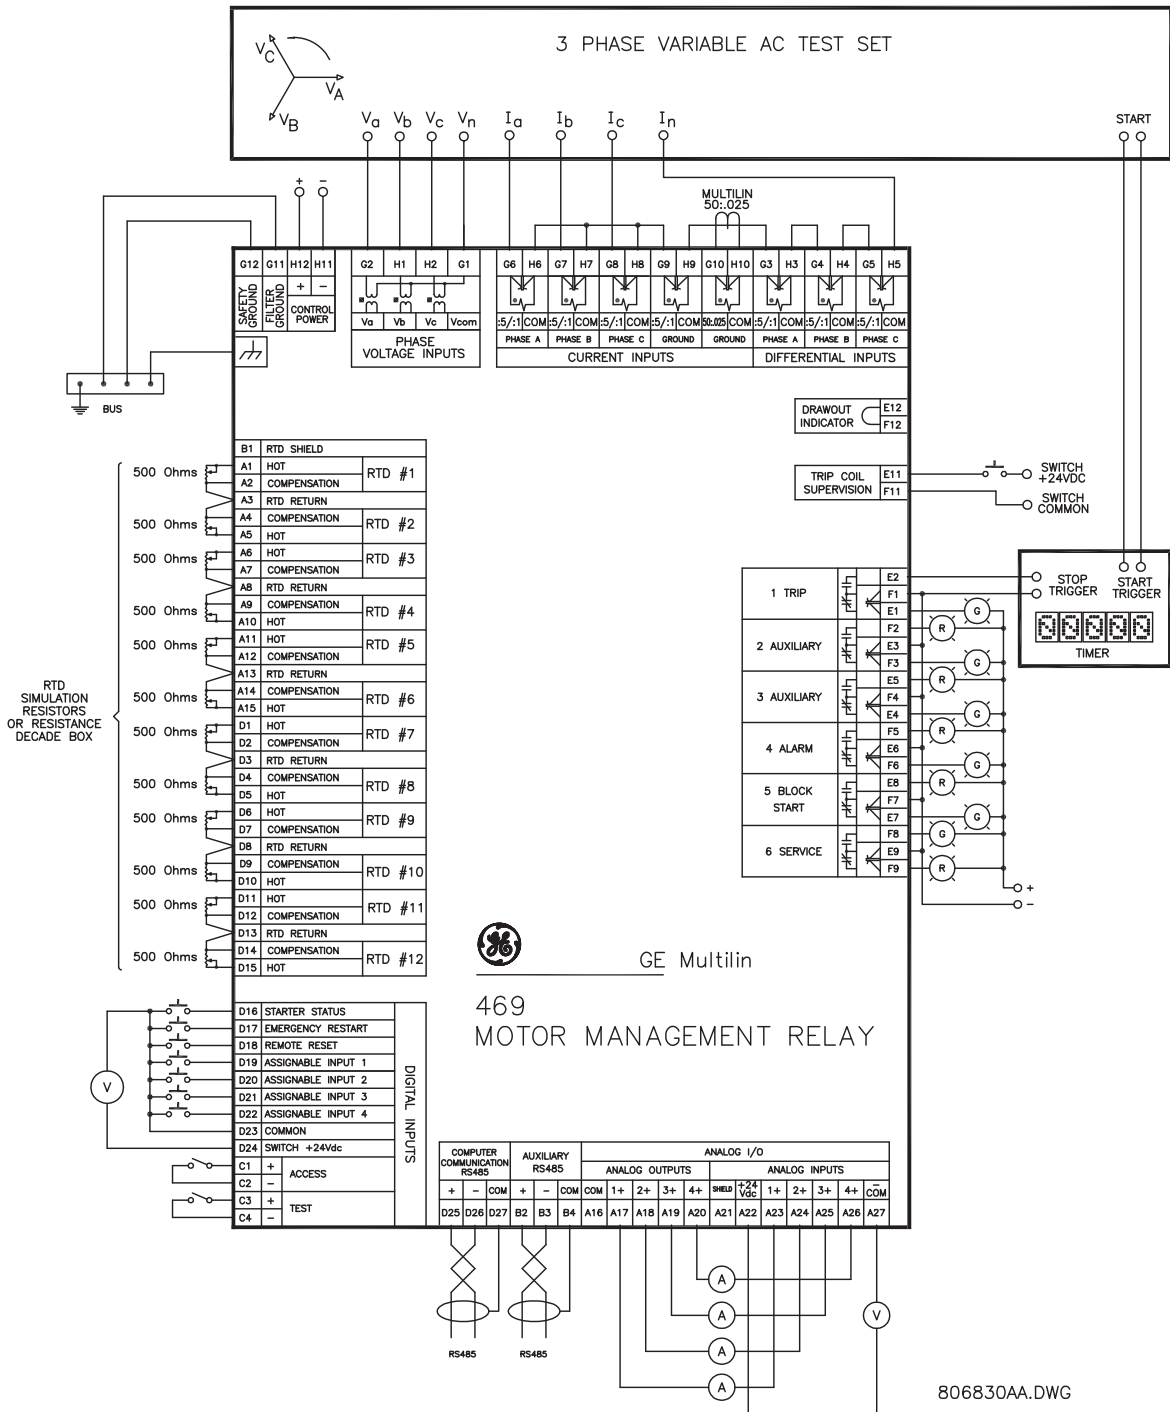 3 PHASE VARIABLE AC TEST SET
VC
VA
VB
Va Vb Vc Vn Ia Ib Ic In
START
+ −
MULTILIN
50:.025
G12 G11 H12 H11
G2 H1 H2 G1
G6 H6 G7 H7 G8 H8 G9 H9 G10 H10 G3 H3 G4 H4 G5 H5
SAFETY GROUND
FILTER GROUND
+ −
CONTROL
POWER
Va Vb Vc Vcom
PHASE
VOLTAGE INPUTS
:5/:1 COM :5/:1 COM :5/:1 COM :5/:1 COM 50:.025 COM :5/:1 COM :5/:1 COM :5/:1 COM
PHASE A PHASE B PHASE C GROUND GROUND PHASE A PHASE B PHASE C
CURRENT INPUTS
DIFFERENTIAL INPUTS
BUS
DRAWOUT
INDICATOR
E12
F12
TRIP COIL
SUPERVISION
E11
F11
SWITCH
+24VDC
SWITCH
COMMON
STOP
TRIGGER
START
TRIGGER
00000
TIMER
RTD
SIMULATION
RESISTORS
OR RESISTANCE
DECADE BOX
B1 RTD SHIELD
500 Ohms
A1 HOT
A2 COMPENSATION
RTD #1
A3 RTD RETURN
500 Ohms
A4 COMPENSATION
A5 HOT
RTD #2
500 Ohms
A6 HOT
A7 COMPENSATION
RTD #3
A8 RTD RETURN
500 Ohms
A9 COMPENSATION
A10 HOT
RTD #4
500 Ohms
A11 HOT
A12 COMPENSATION
RTD #5
A13 RTD RETURN
500 Ohms
A14 COMPENSATION
A15 HOT
RTD #6
500 Ohms
D1 HOT
D2 COMPENSATION
RTD #7
D3 RTD RETURN
500 Ohms
D4 COMPENSATION
D5 HOT
RTD #8
500 Ohms
D6 HOT
D7 COMPENSATION
RTD #9
D8 RTD RETURN
500 Ohms
D9 COMPENSATION
D10 HOT
RTD #10
500 Ohms
D11 HOT
D12 COMPENSATION
RTD #11
D13 RTD RETURN
500 Ohms
D14 COMPENSATION
D15 HOT
RTD #12
1 TRIP
E2
F1
E1
G
2 AUXILIARY
F2
R
E3
F3
G
3 AUXILIARY
E5
R
F4
E4
G
4 ALARM
F5
R
E6
F6
G
5 BLOCK
START
E8
R
F7
E7
G
6 SERVICE
F8
G
E9
F9
R
+
−
GE
GE Multilin
469
MOTOR MANAGEMENT RELAY
V
D16 STARTER STATUS
D17 EMERGENCY RESTART
D18 REMOTE RESET
D19 ASSIGNABLE INPUT 1
D20 ASSIGNABLE INPUT 2
D21 ASSIGNABLE INPUT 3
D22 ASSIGNABLE INPUT 4
D23 COMMON
D24 SWITCH +24Vdc
C1 +
C2 −
ACCESS
C3 +
C4 −
TEST
DIGITAL INPUTS
COMPUTER
COMMUNICATION
RS485
AUXILIARY
RS485
ANALOG I/O
ANALOG OUTPUTS
ANALOG INPUTS
+ − COM + − COM COM 1+ 2+ 3+ 4+ SHIELD +24 Vdc 1+ 2+ 3+ 4+ − COM
D25 D26 D27 B2 B3 B4 A16 A17 A18 A19 A20 A21 A22 A23 A24 A25 A26 A27
A
A
A
A
V
RS485 RS485
806830AA.DWG